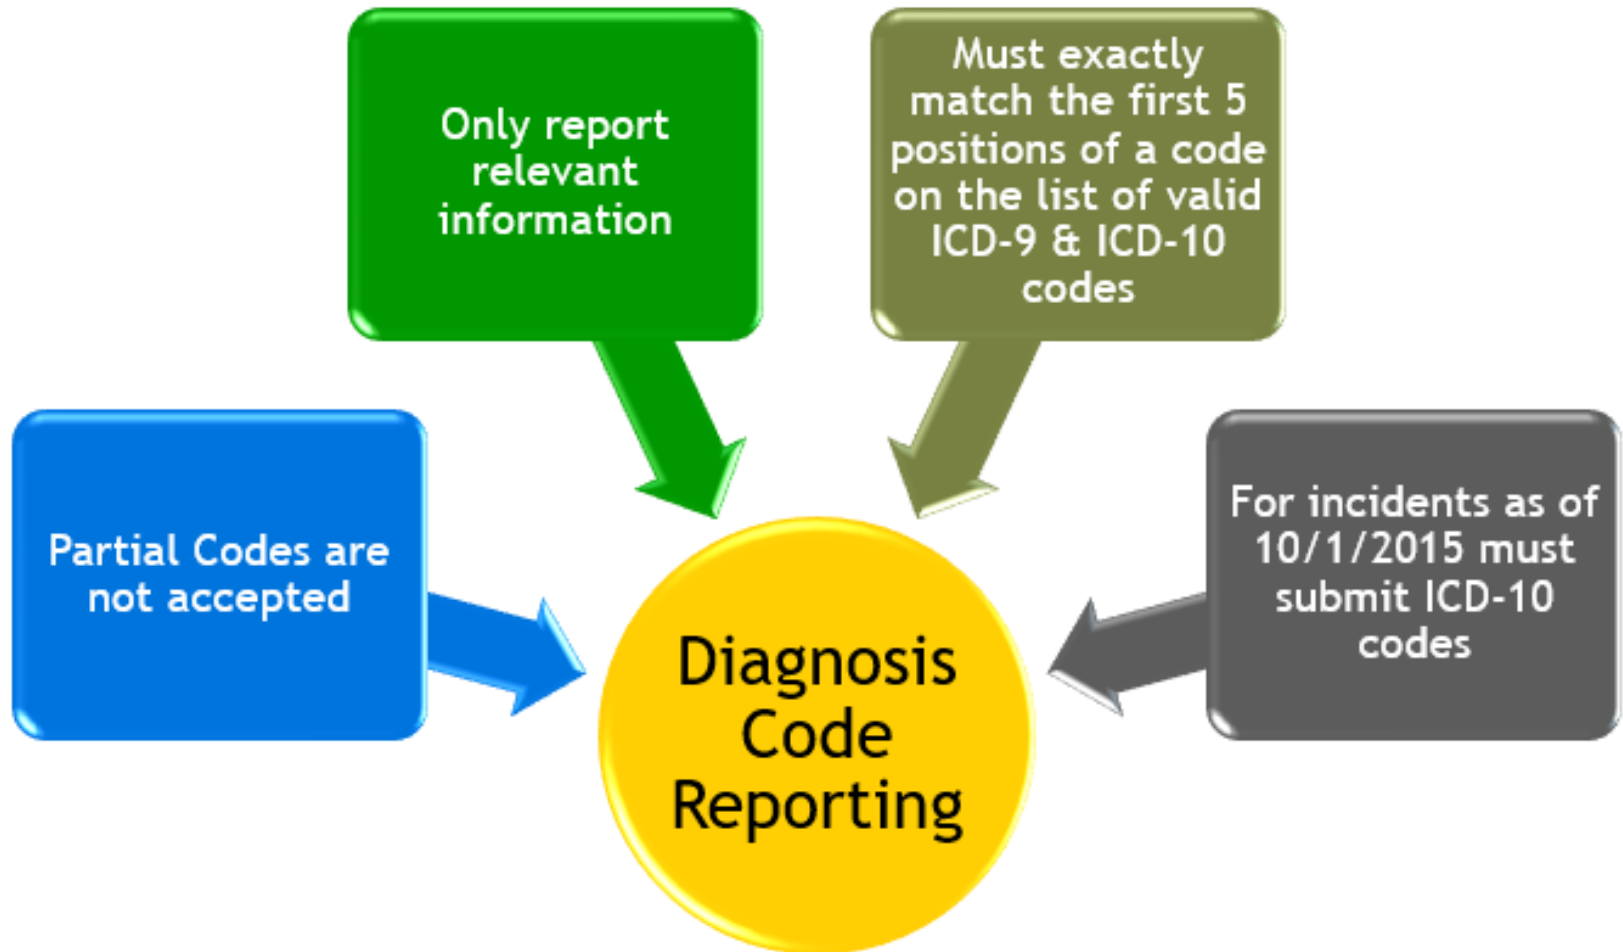 Only report
relevant
information
Must exactly
match the first 5
positions of a code
on the list of valid
ICD-9 & ICD-10
codes
Partial Codes are
not accepted
For incidents as of
10/1/2015 must
submit ICD-10
codes
Diagnosis
Code
Reporting